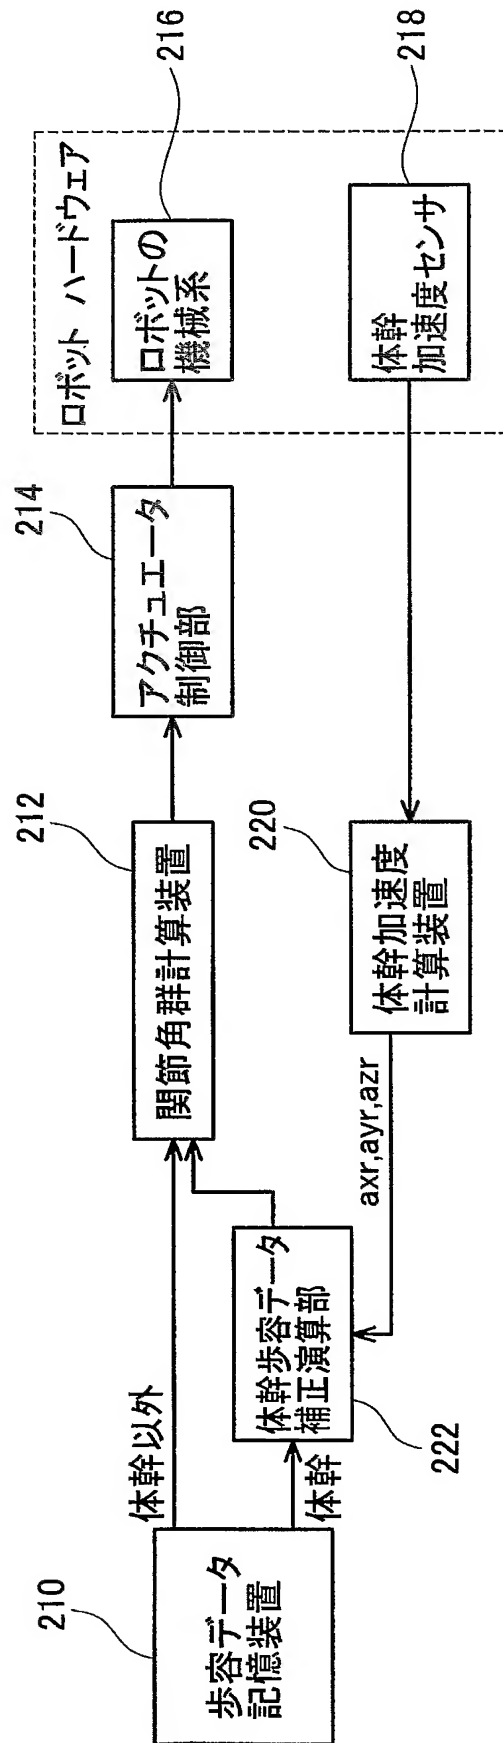 210
歩容データ
記憶装置
体幹以外
体幹
体幹歩容データ
補正演算部
222
212
関節角群計算装置
axr,ayr,azr
220
体幹加速度
計算装置
214
アクチュエータ
制御部
ロボット ハードウェア
ロボットの
機械系
216
体幹
加速度センサ
218